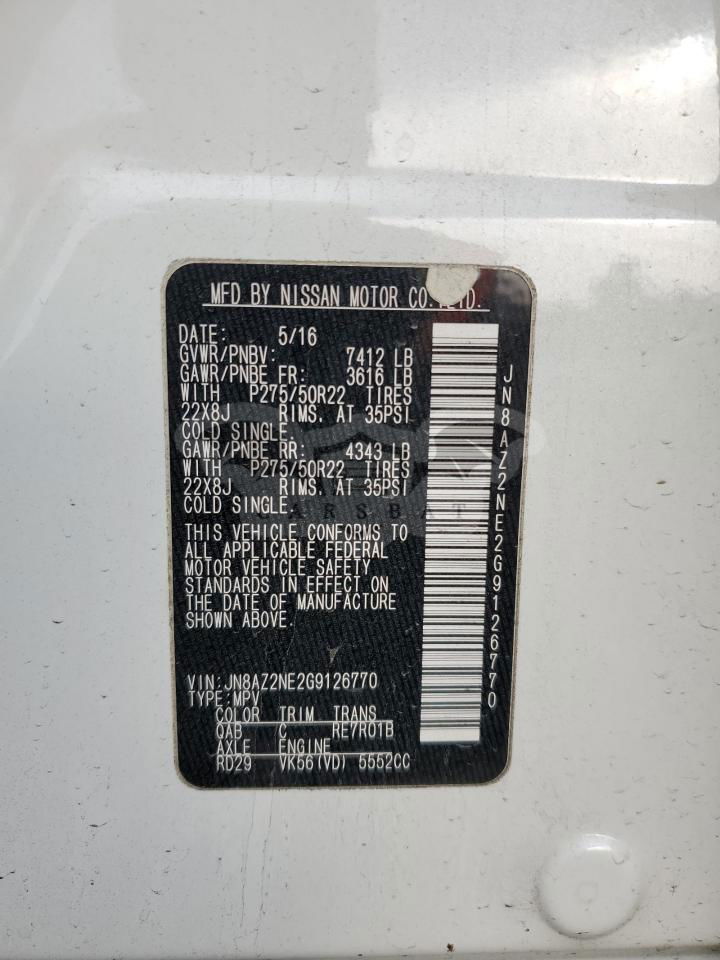 MFD BY NISSAN MOTOR CO.,LTD.
DATE: 5/16
GVWR/PNBV: 7412 LB
GAWR/PNBE FR: 3616 LB
WITH P275/50R22 TIRES
22X8J RIMS. AT 35PSI
COLD SINGLE.
GAWR/PNBE RR: 4343 LB
WITH P275/50R22 TIRES
22X8J RIMS. AT 35PSI
COLD SINGLE.
THIS VEHICLE CONFORMS TO
ALL APPLICABLE FEDERAL
MOTOR VEHICLE SAFETY
STANDARDS IN EFFECT ON
THE DATE OF MANUFACTURE
SHOWN ABOVE.
VIN:JN8AZ2NE2G9126770
TYPE:MPV
COLOR TRIM TRANS
QAB C RE7R01B
AXLE ENGINE
RD29 VK56(VD) 5552CC
JN8AZ2NE2G9126770
CARSBAT